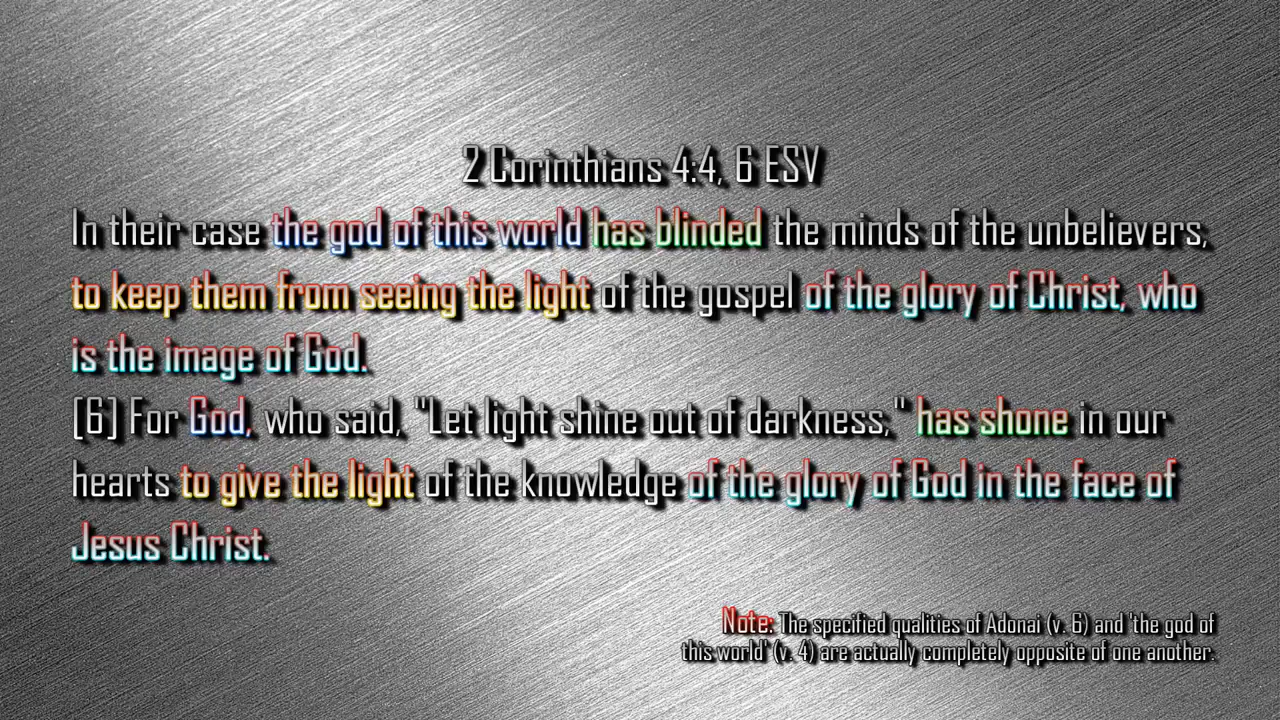 2 Corinthians 4:4, 6 ESV
In their case the god of this world has blinded the minds of the unbelievers,
to keep them from seeing the light of the gospel of the glory of Christ, who
is the image of God.
[6] For God, who said, "Let light shine out of darkness," has shone in our
hearts to give the light of the knowledge of the glory of God in the face of
Jesus Christ.
Note: The specified qualities of Adonai (v. 6) and 'the god of
this world' (v. 4) are actually completely opposite of one another.